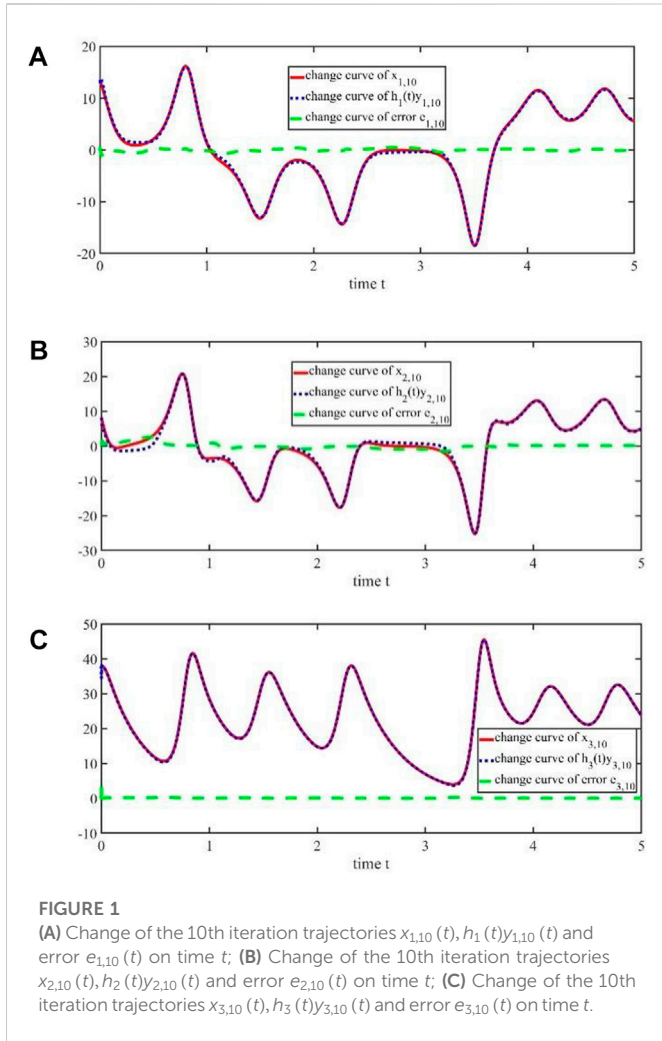 A
20
10
0
-10
-20
change curve of x1,10
change curve of h1(t)y1,10
change curve of error e1,10
0 1 2 3 4 5
time t
B
30
20
10
0
-10
-20
-30
change curve of x2,10
change curve of h2(t)y2,10
change curve of error e2,10
0 1 2 3 4 5
time t
C
50
40
30
20
10
0
-10
change curve of x3,10
change curve of h3(t)y3,10
change curve of error e3,10
0 1 2 3 4 5
time t
FIGURE 1
(A) Change of the 10th iteration trajectories x1,10 (t), h1 (t)y1,10 (t) and
error e1,10 (t) on time t; (B) Change of the 10th iteration trajectories
x2,10 (t), h2 (t)y2,10 (t) and error e2,10 (t) on time t; (C) Change of the 10th
iteration trajectories x3,10 (t), h3 (t)y3,10 (t) and error e3,10 (t) on time t.